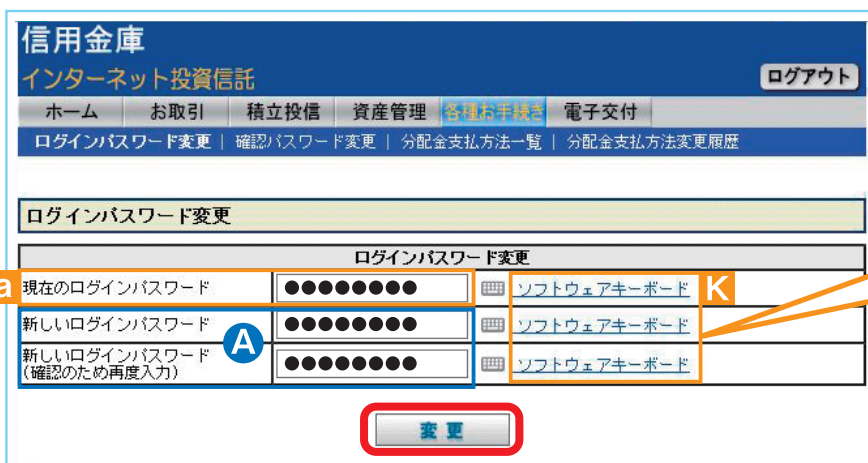 信用金庫
インターネット投資信託
ログアウト
ホーム お取引 積立投信 資産管理 各種お手続き 電子交付
ログインパスワード変更 | 確認パスワード変更 | 分配金支払方法一覧 | 分配金支払方法変更履歴
ログインパスワード変更
ログインパスワード変更
a 現在のログインパスワード ●●●●●●●● ソフトウェアキーボード K
新しいログインパスワード A ●●●●●●●● ソフトウェアキーボード
新しいログインパスワード
(確認のため再度入力) ●●●●●●●● ソフトウェアキーボード
変更